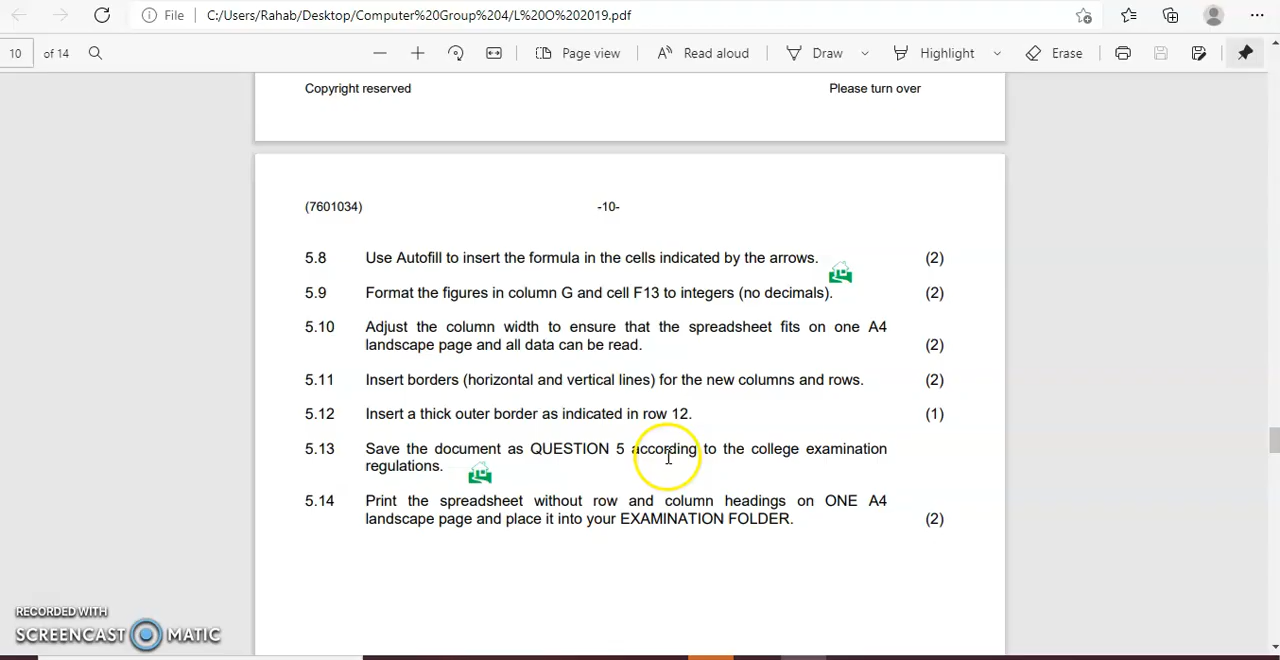 File
C:/Users/Rahab/Desktop/Computer%20Group%204/L%20O%202019.pdf
10 of 14
Page view
Read aloud
Draw
Highlight
Erase
Copyright reserved Please turn over
(7601034) -10-
5.8 Use Autofill to insert the formula in the cells indicated by the arrows. (2)
5.9 Format the figures in column G and cell F13 to integers (no decimals). (2)
5.10 Adjust the column width to ensure that the spreadsheet fits on one A4
landscape page and all data can be read. (2)
5.11 Insert borders (horizontal and vertical lines) for the new columns and rows. (2)
5.12 Insert a thick outer border as indicated in row 12. (1)
5.13 Save the document as QUESTION 5 according to the college examination
regulations.
5.14 Print the spreadsheet without row and column headings on ONE A4
landscape page and place it into your EXAMINATION FOLDER. (2)
RECORDED WITH
SCREENCAST MATIC